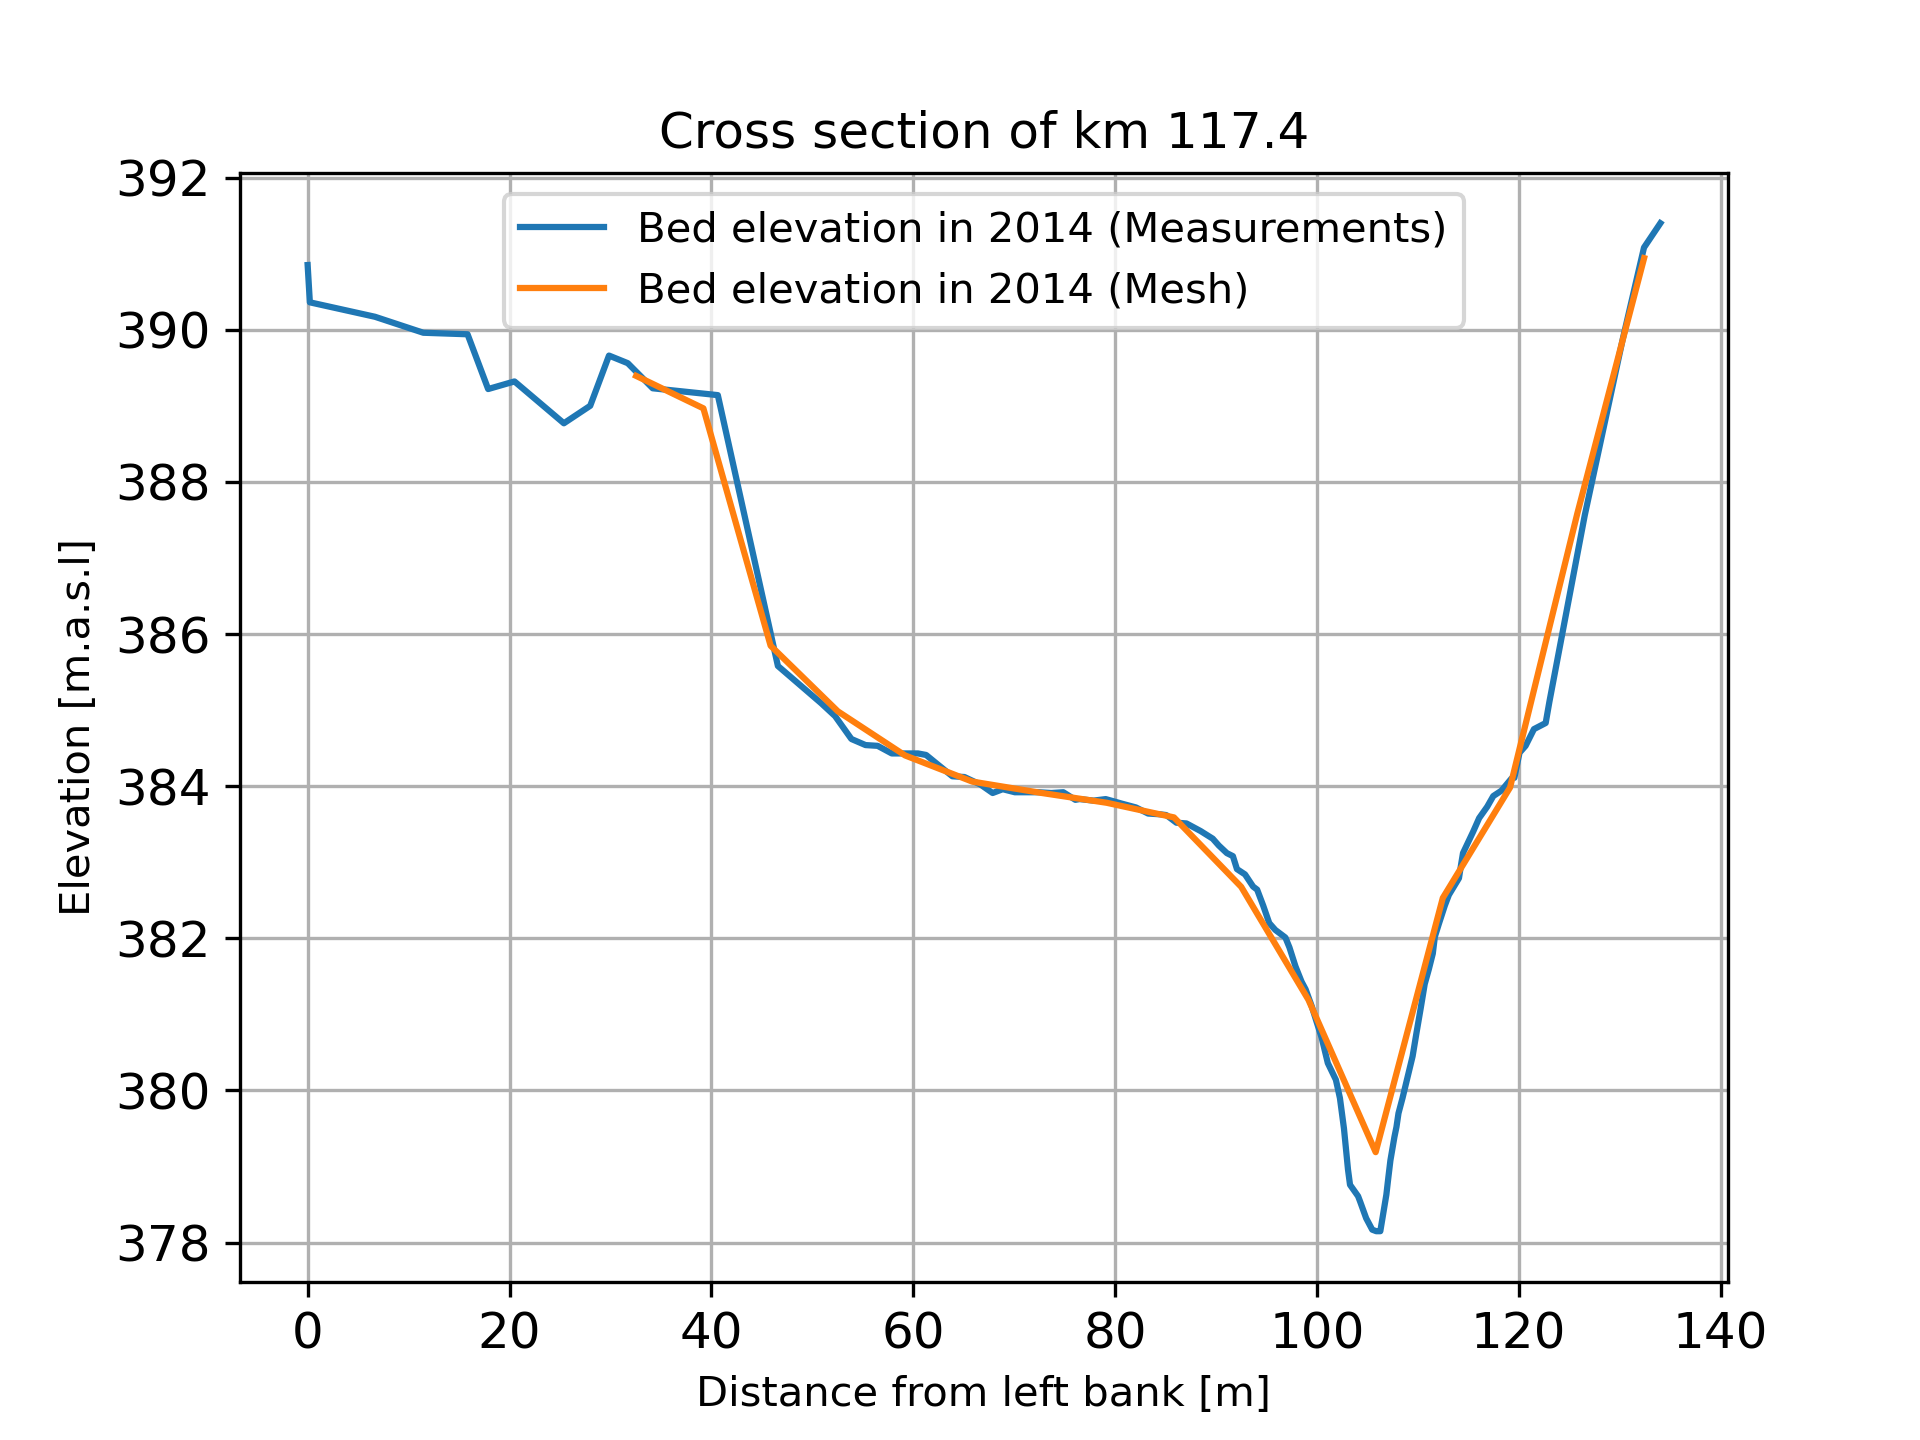 Cross section of km 117.4
Bed elevation in 2014 (Measurements)
Bed elevation in 2014 (Mesh)
Elevation [m.a.s.l]
392
390
388
386
384
382
380
378
0 20 40 60 80 100 120 140
Distance from left bank [m]